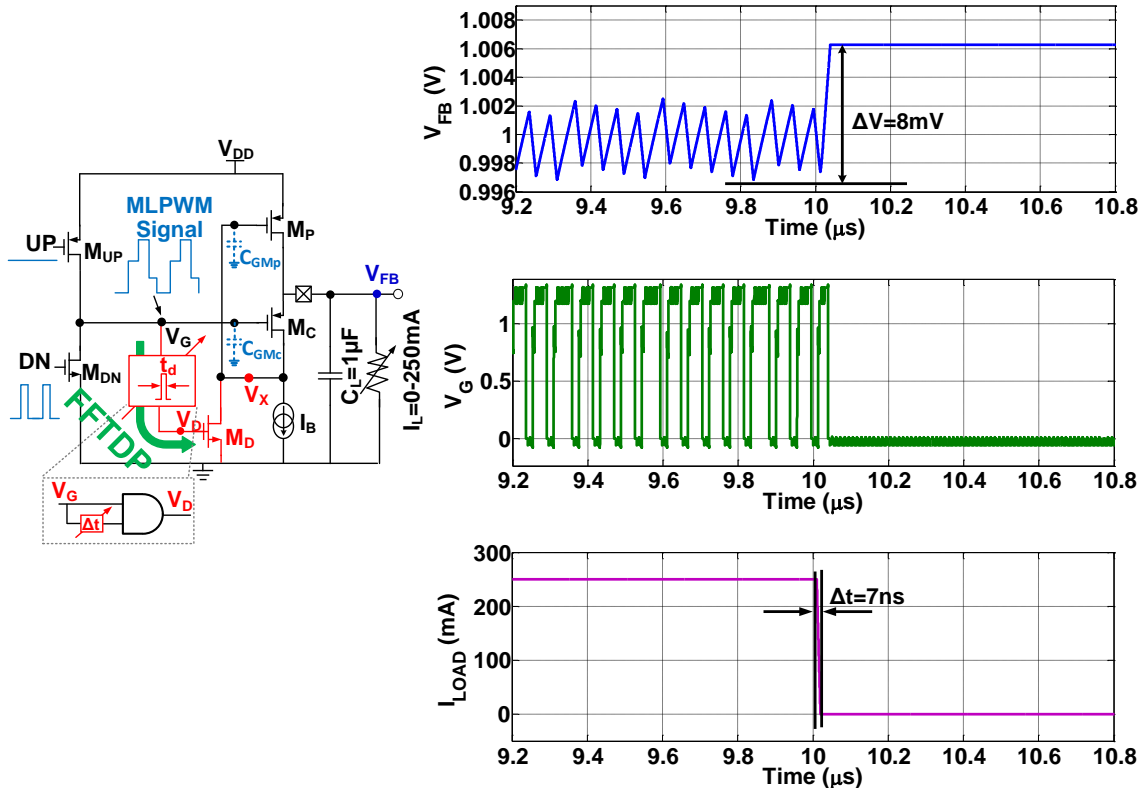 V_DD
MLPWM
Signal
UP
M_UP
M_P
C_GMp
V_FB
V_G
M_C
C_GMc
DN
M_DN
t_d
V_X
V_D
M_D
I_B
C_L=1µF
I_L=0-250mA
FFTDP
V_G
Δt
V_D
V_FB (V)
1.008
1.006
1.004
1.002
1
0.998
0.996
ΔV=8mV
9.2 9.4 9.6 9.8 10 10.2 10.4 10.6 10.8
Time (µs)
V_G (V)
1
0.5
0
9.2 9.4 9.6 9.8 10 10.2 10.4 10.6 10.8
Time (µs)
I_LOAD (mA)
300
200
100
0
Δt=7ns
9.2 9.4 9.6 9.8 10 10.2 10.4 10.6 10.8
Time (µs)